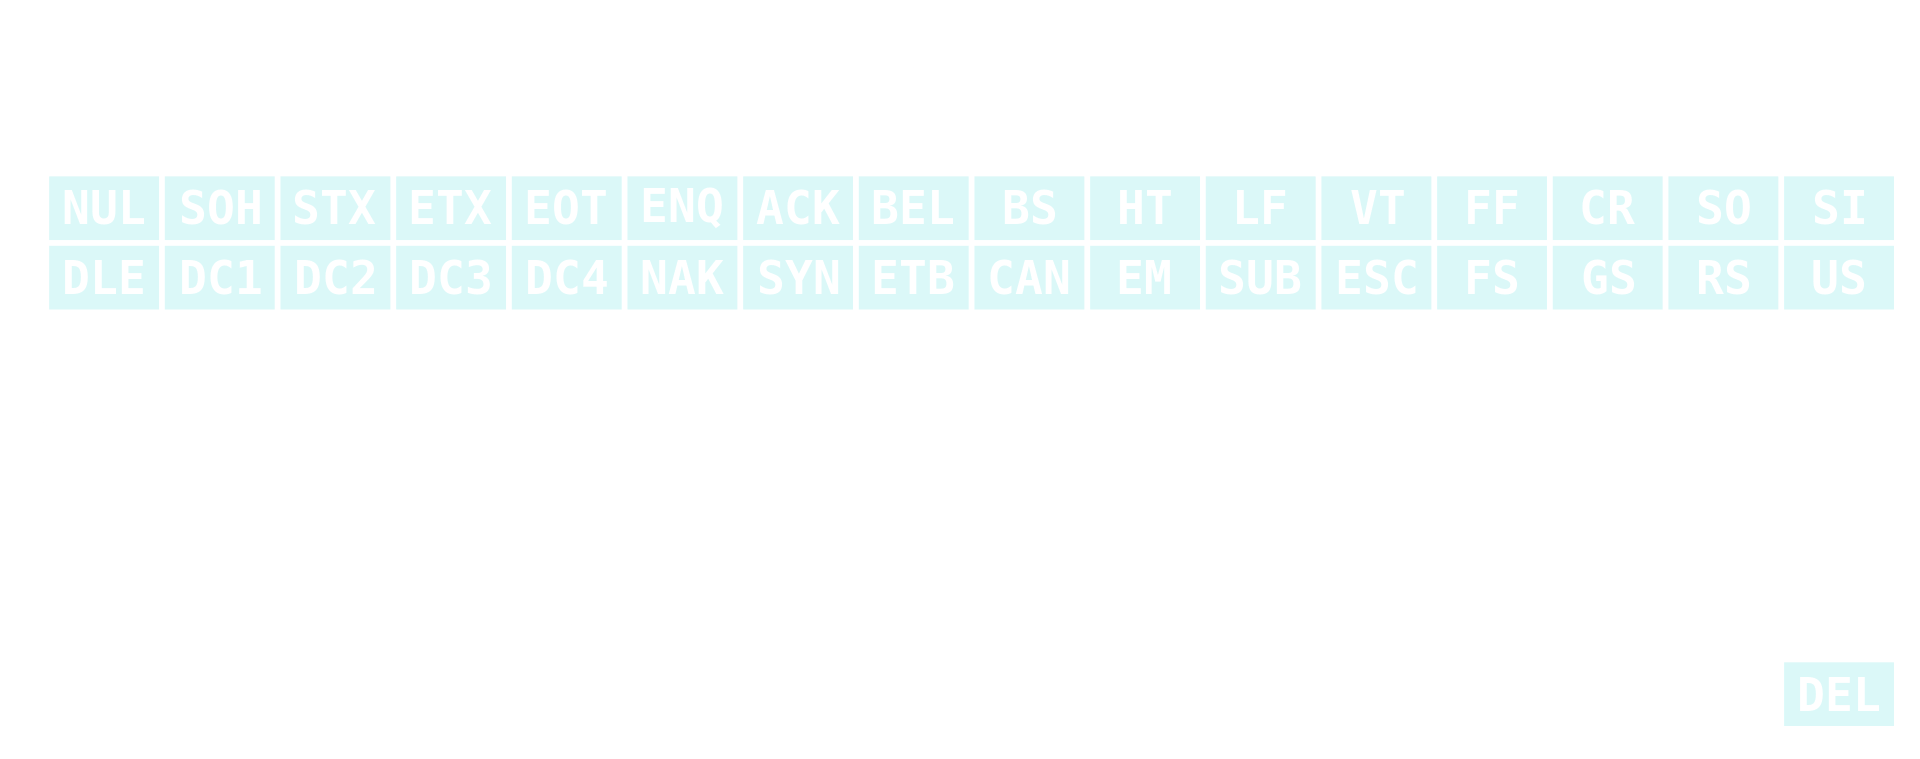 NUL SOH STX ETX EOT ENQ ACK BEL BS HT LF VT FF CR SO SI
DLE DC1 DC2 DC3 DC4 NAK SYN ETB CAN EM SUB ESC FS GS RS US
DEL